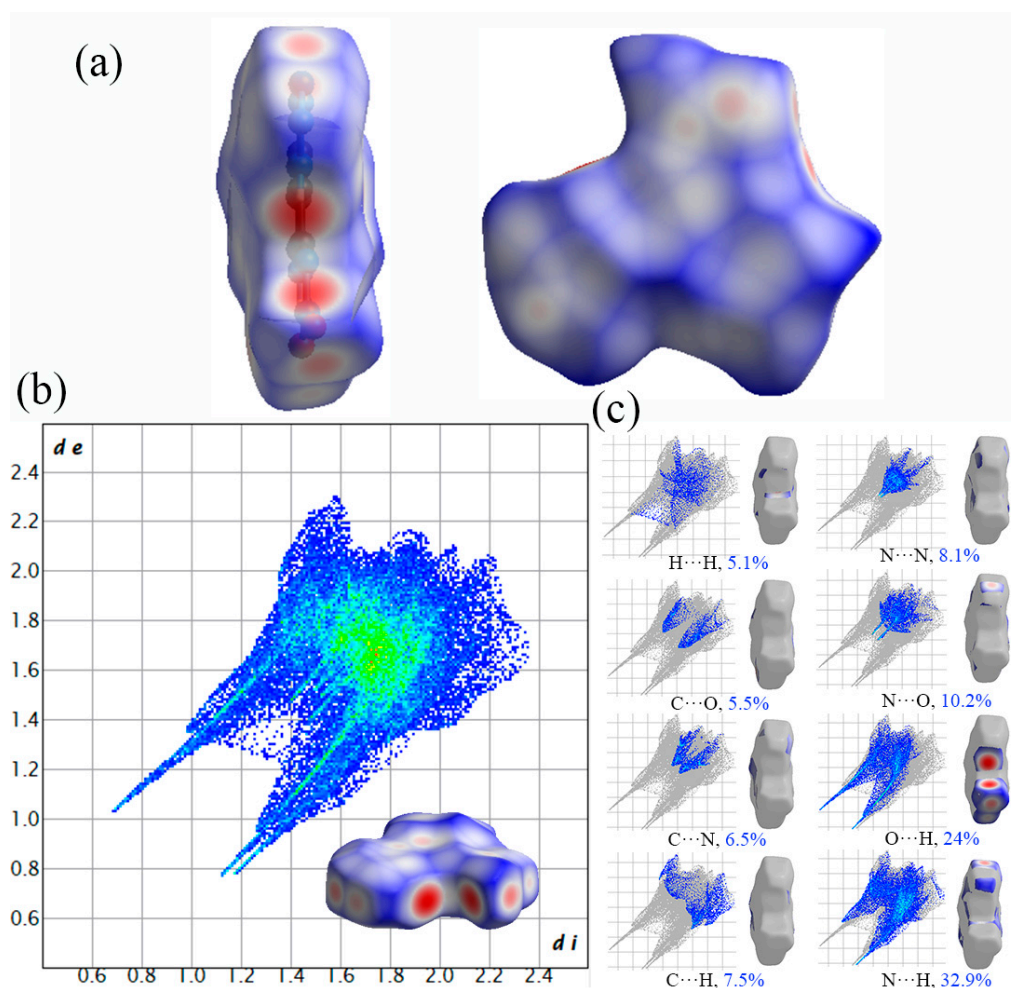 (a)
(b)
d e
2.4
2.2
2.0
1.8
1.6
1.4
1.2
1.0
0.8
0.6
d i
0.6 0.8 1.0 1.2 1.4 1.6 1.8 2.0 2.2 2.4
(c)
H···H, 5.1%
N···N, 8.1%
C···O, 5.5%
N···O, 10.2%
C···N, 6.5%
O···H, 24%
C···H, 7.5%
N···H, 32.9%